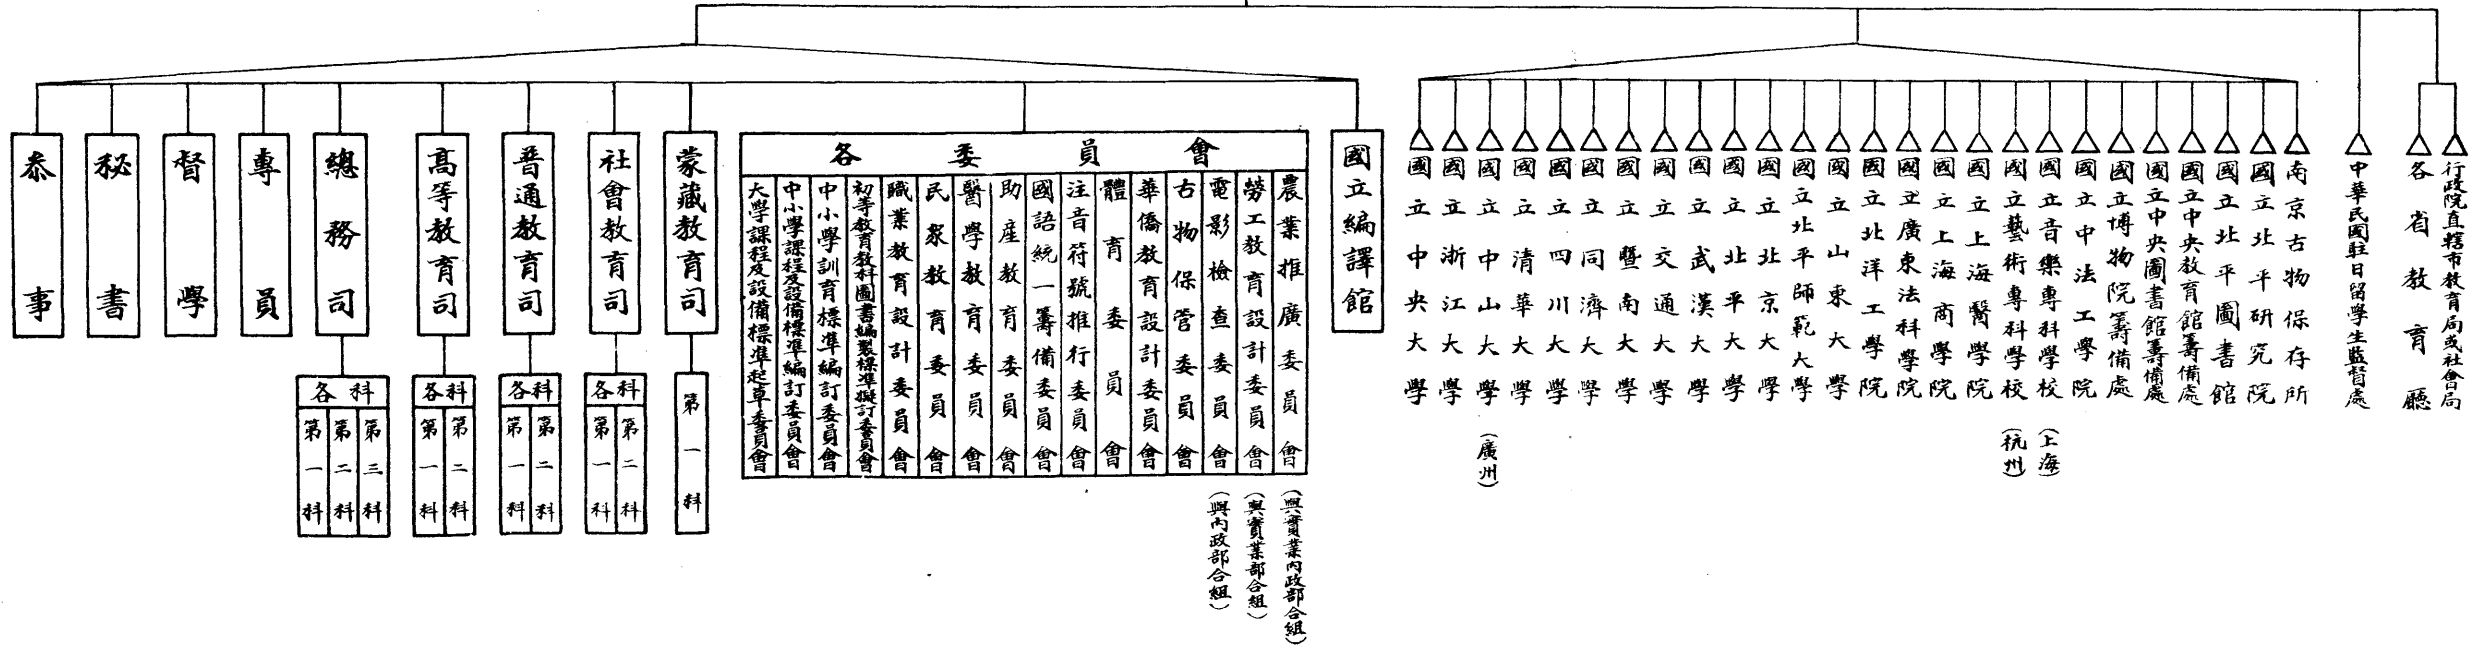 叅事
秘書
督學
專員
總務司
各科
第一科
第二科
第三科
高等教育司
各科
第一科
第二科
普通教育司
各科
第一科
第二科
社會教育司
各科
第一科
第二科
蒙藏教育司
第一科
各委員會
大學課程及設備標準起草委員會
中小學課程及設備標準編訂委員會
中小學訓育標準編訂委員會
初等教育教科圖書編製標準擬訂委員會
職業教育設計委員會
民衆教育委員會
醫學教育委員會
助產教育委員會
國語統一籌備委員會
注音符號推行委員會
體育委員會
華僑教育設計委員會
古物保管委員會
電影檢查委員會(與內政部合組)
勞工教育設計委員會(與實業部合組)
農業推廣委員會(與實業內政部合組)
國立編譯館
國立中央大學
國立浙江大學
國立中山大學(廣州)
國立清華大學
國立四川大學
國立同濟大學
國立暨南大學
國立交通大學
國立武漢大學
國立北平大學
國立北京大學
國立北平師範大學
國立山東大學
國立北洋工學院
國立廣東法科學院
國立上海商學院
國立上海醫學院
國立藝術專科學校(杭州)
國立音樂專科學校(上海)
國立中法工學院
國立博物院籌備處
國立中央圖書館籌備處
國立中央教育館籌備處
國立北平圖書館
國立北平研究院
南京古物保存所
中華民國駐日留學生監督處
各省教育廳
行政院直轄市教育局或社會局